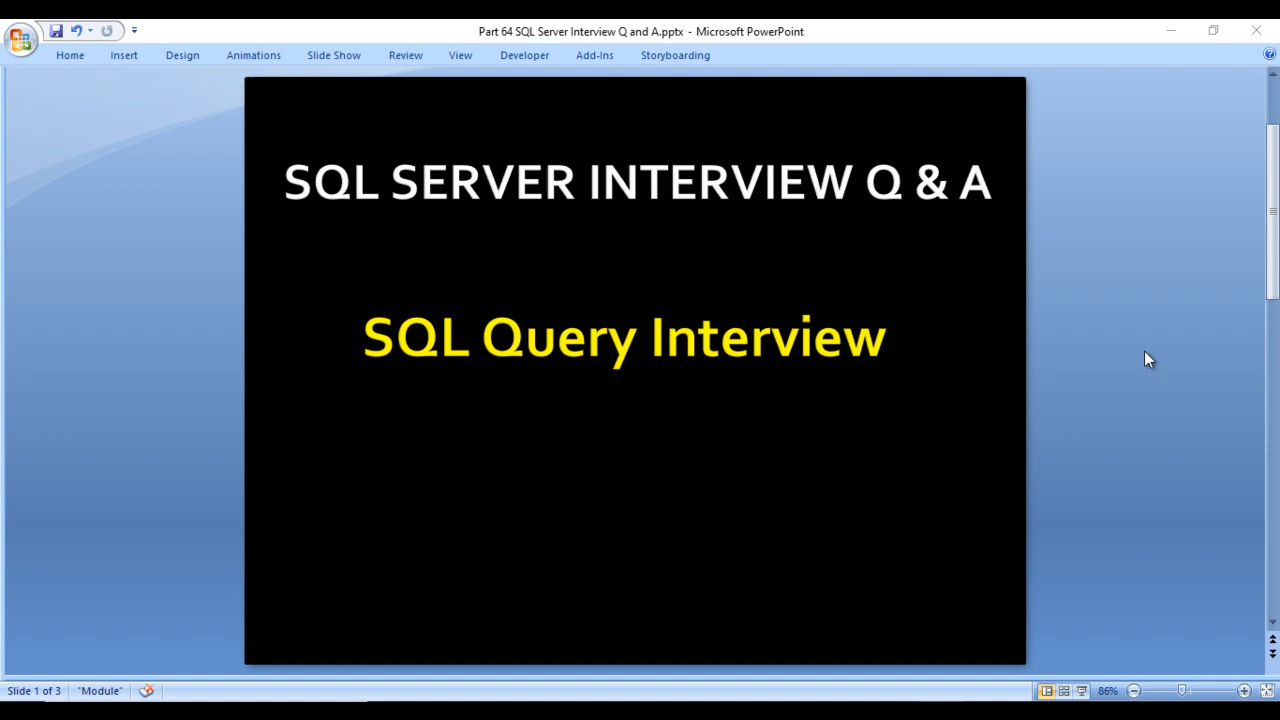 Part 64 SQL Server Interview Q and A.pptx - Microsoft PowerPoint
Home Insert Design Animations Slide Show Review View Developer Add-Ins Storyboarding
SQL SERVER INTERVIEW Q & A
SQL Query Interview
Slide 1 of 3 "Module" 86%